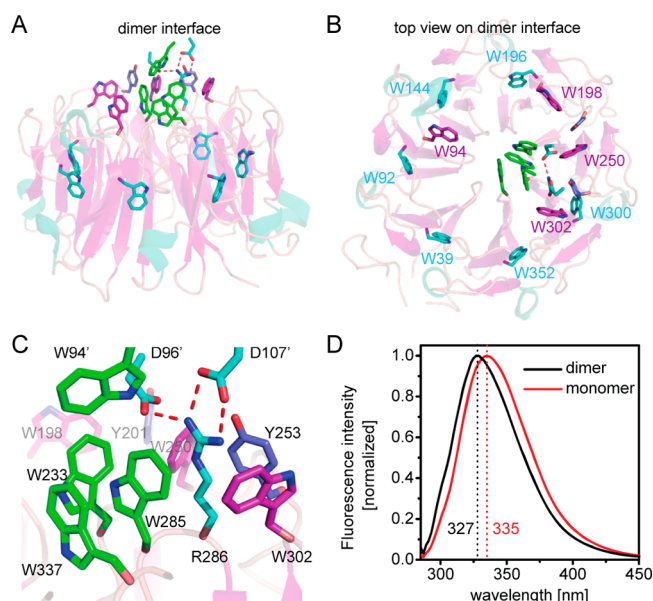 A
dimer interface
B
top view on dimer interface
W196
W144
W198
W94
W250
W92
W300
W302
W39
W352
C
W94'
D96'
D107'
W198
Y201
W250
Y253
W233
W285
W337
R286
W302
D
Fluorescence intensity
[normalized]
1.0
0.8
0.6
0.4
0.2
0.0
dimer
monomer
327
335
300
350
400
450
wavelength [nm]